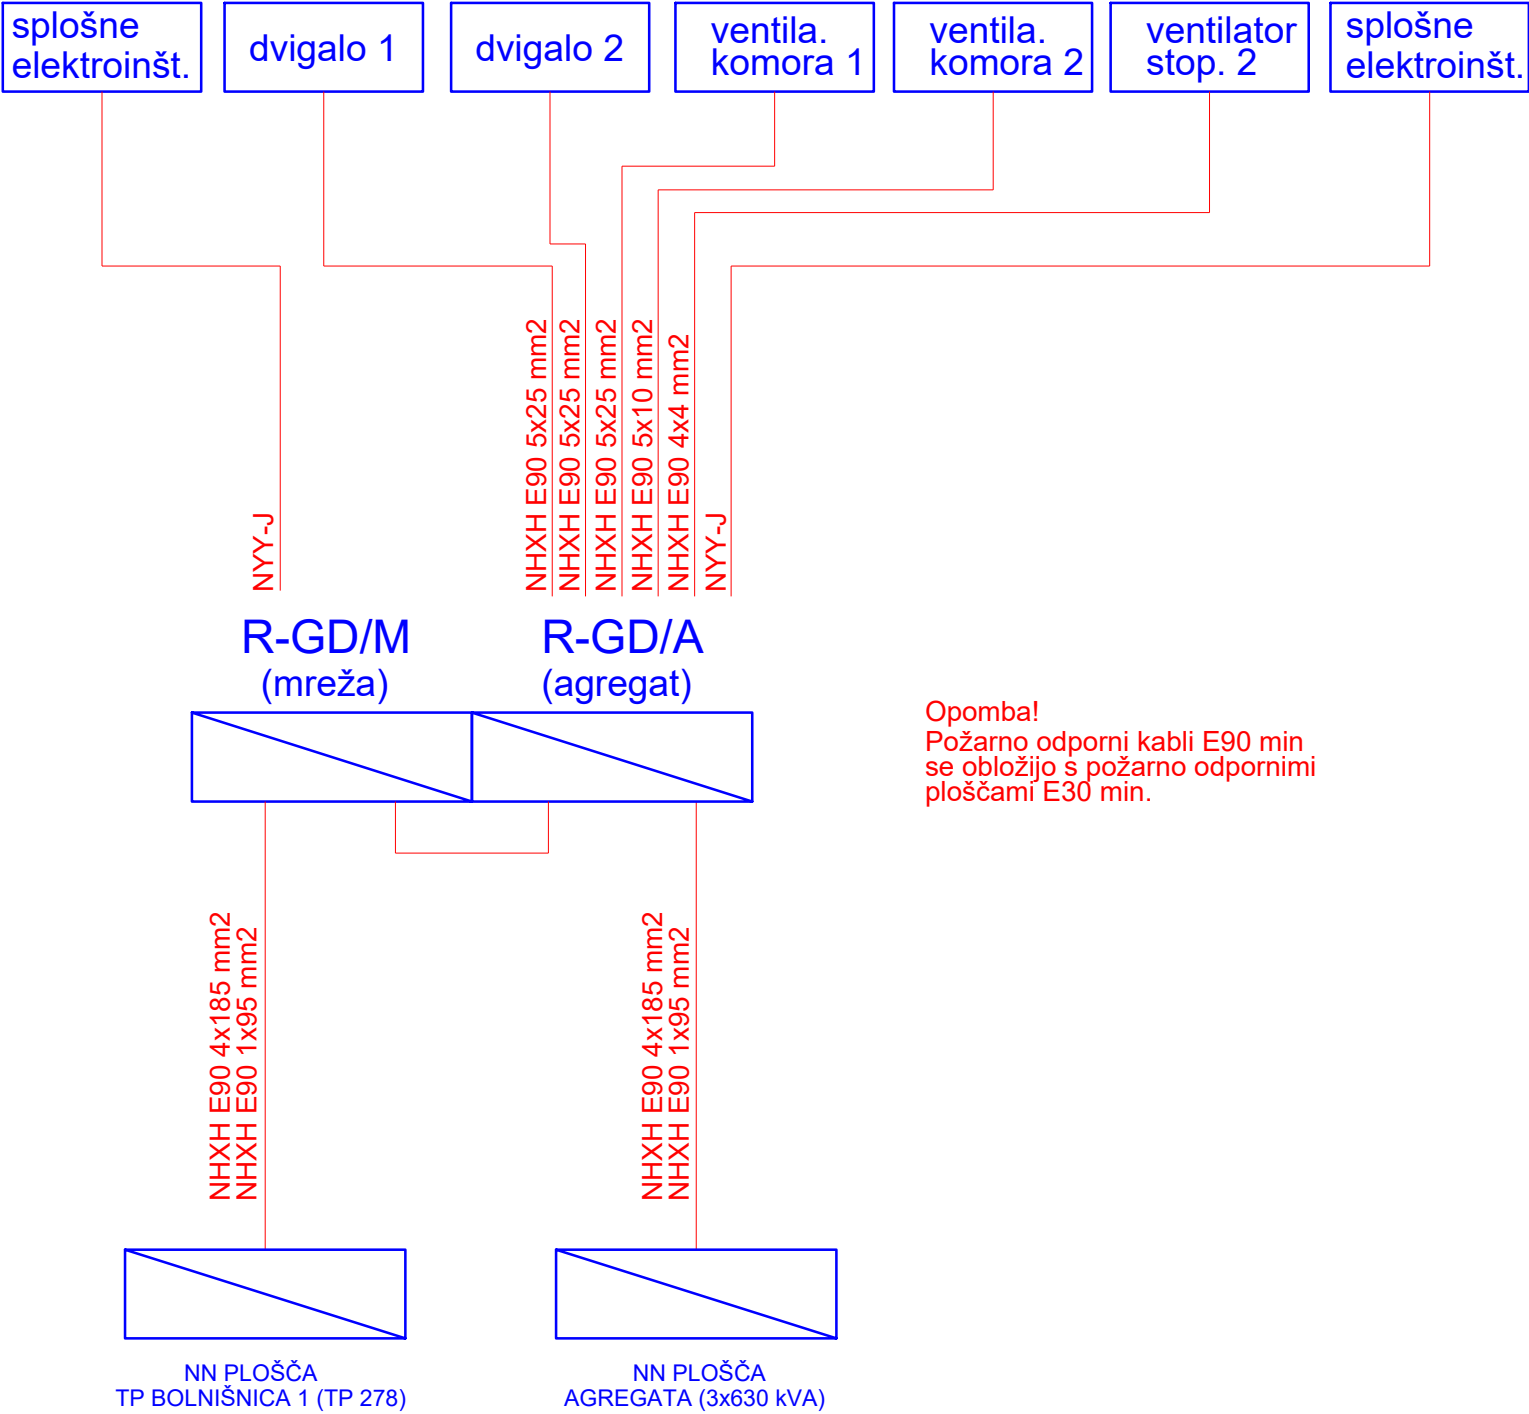 splošne
elektroinšt.
dvigalo 1
dvigalo 2
ventila.
komora 1
ventila.
komora 2
ventilator
stop. 2
splošne
elektroinšt.
NYY-J
NHXH E90 5x25 mm2
NHXH E90 5x25 mm2
NHXH E90 5x25 mm2
NHXH E90 5x10 mm2
NHXH E90 4x4 mm2
NYY-J
R-GD/M
(mreža)
R-GD/A
(agregat)
Opomba!
Požarno odporni kabli E90 min
se obložijo s požarno odpornimi
ploščami E30 min.
NHXH E90 4x185 mm2
NHXH E90 1x95 mm2
NHXH E90 4x185 mm2
NHXH E90 1x95 mm2
NN PLOŠČA
TP BOLNIŠNICA 1 (TP 278)
NN PLOŠČA
AGREGATA (3x630 kVA)